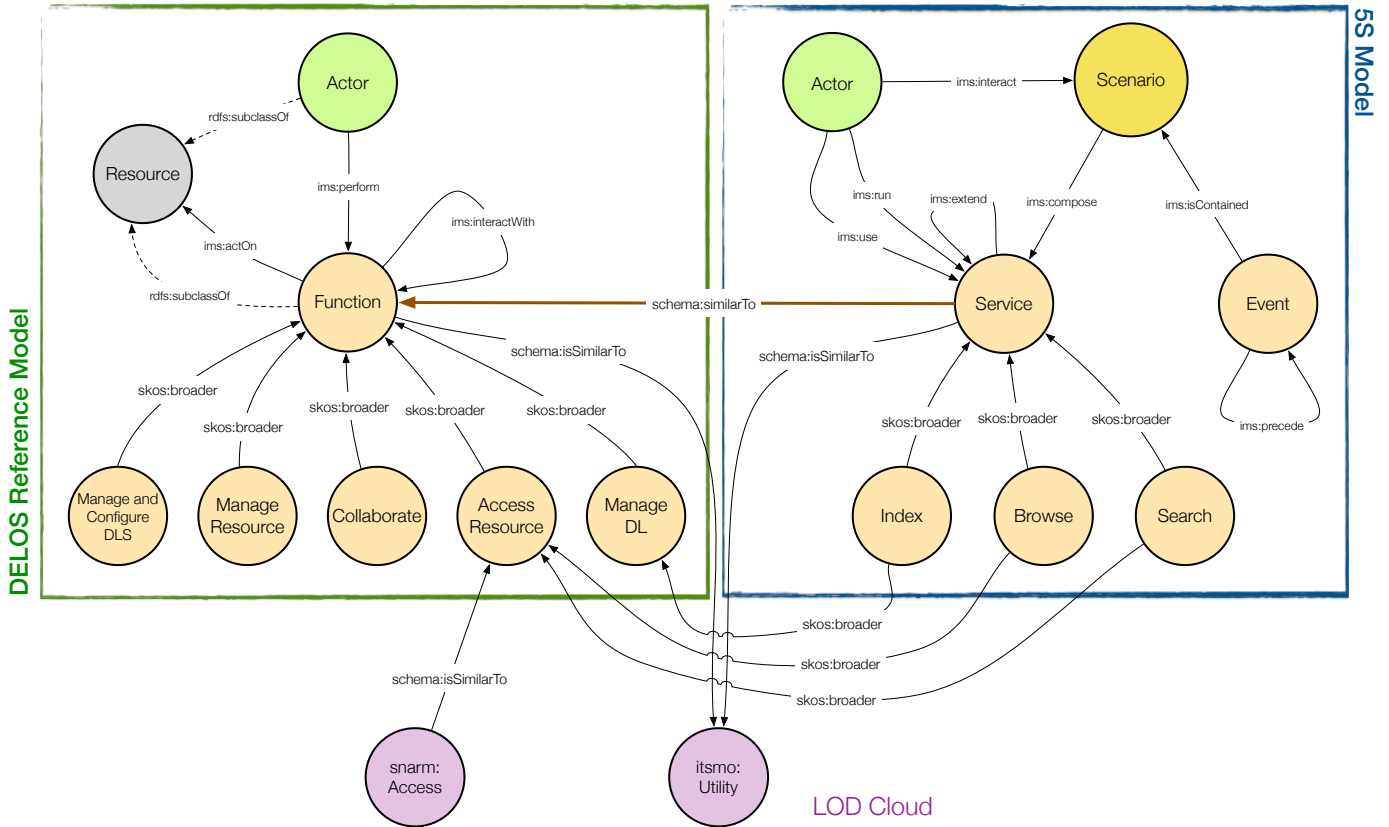 DELOS Reference Model
5S Model
Actor
rdfs:subclassOf
Resource
ims:perform
ims:interactWith
ims:actOn
rdfs:subclassOf
Function
schema:isSimilarTo
skos:broader
skos:broader
skos:broader
skos:broader
skos:broader
Manage and
Configure
DLS
Manage
Resource
Collaborate
Access
Resource
Manage
DL
schema:similarTo
Actor
ims:interact
Scenario
ims:run
ims:use
ims:extend
ims:compose
ims:isContained
Service
Event
schema:isSimilarTo
skos:broader
skos:broader
skos:broader
ims:precede
Index
Browse
Search
skos:broader
skos:broader
skos:broader
schema:isSimilarTo
snarm:
Access
itsmo:
Utility
LOD Cloud